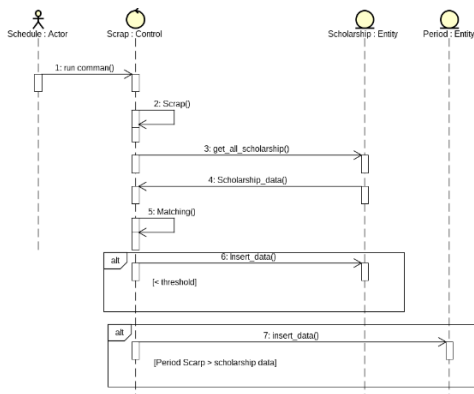 Schedule : Actor
Scrap : Control
Scholarship : Entity
Period : Entity
1: run comman()
2: Scrap()
3: get_all_scholarship()
4: Scholarship_data()
5: Matching()
alt
6: Insert_data()
[< threshold]
alt
7: insert_data()
[Period Scarp > scholarship data]